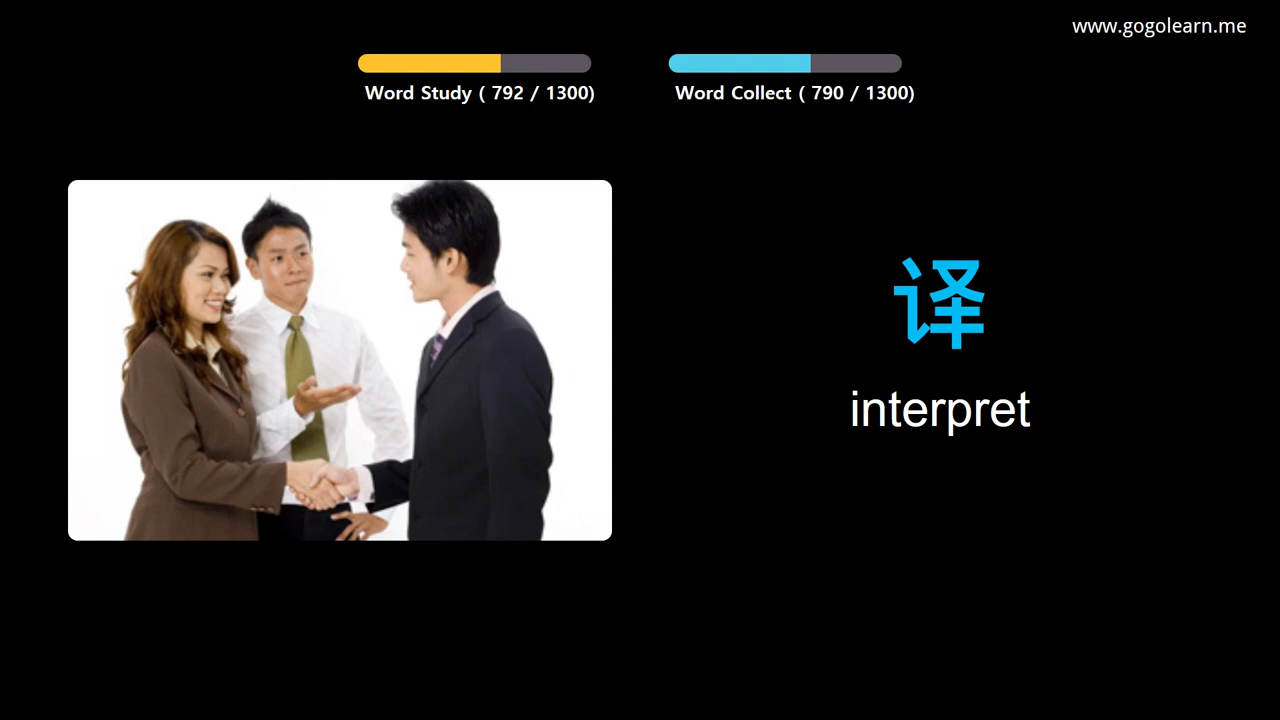 www.gogolearn.me
Word Study ( 792 / 1300)
Word Collect ( 790 / 1300)
译
interpret